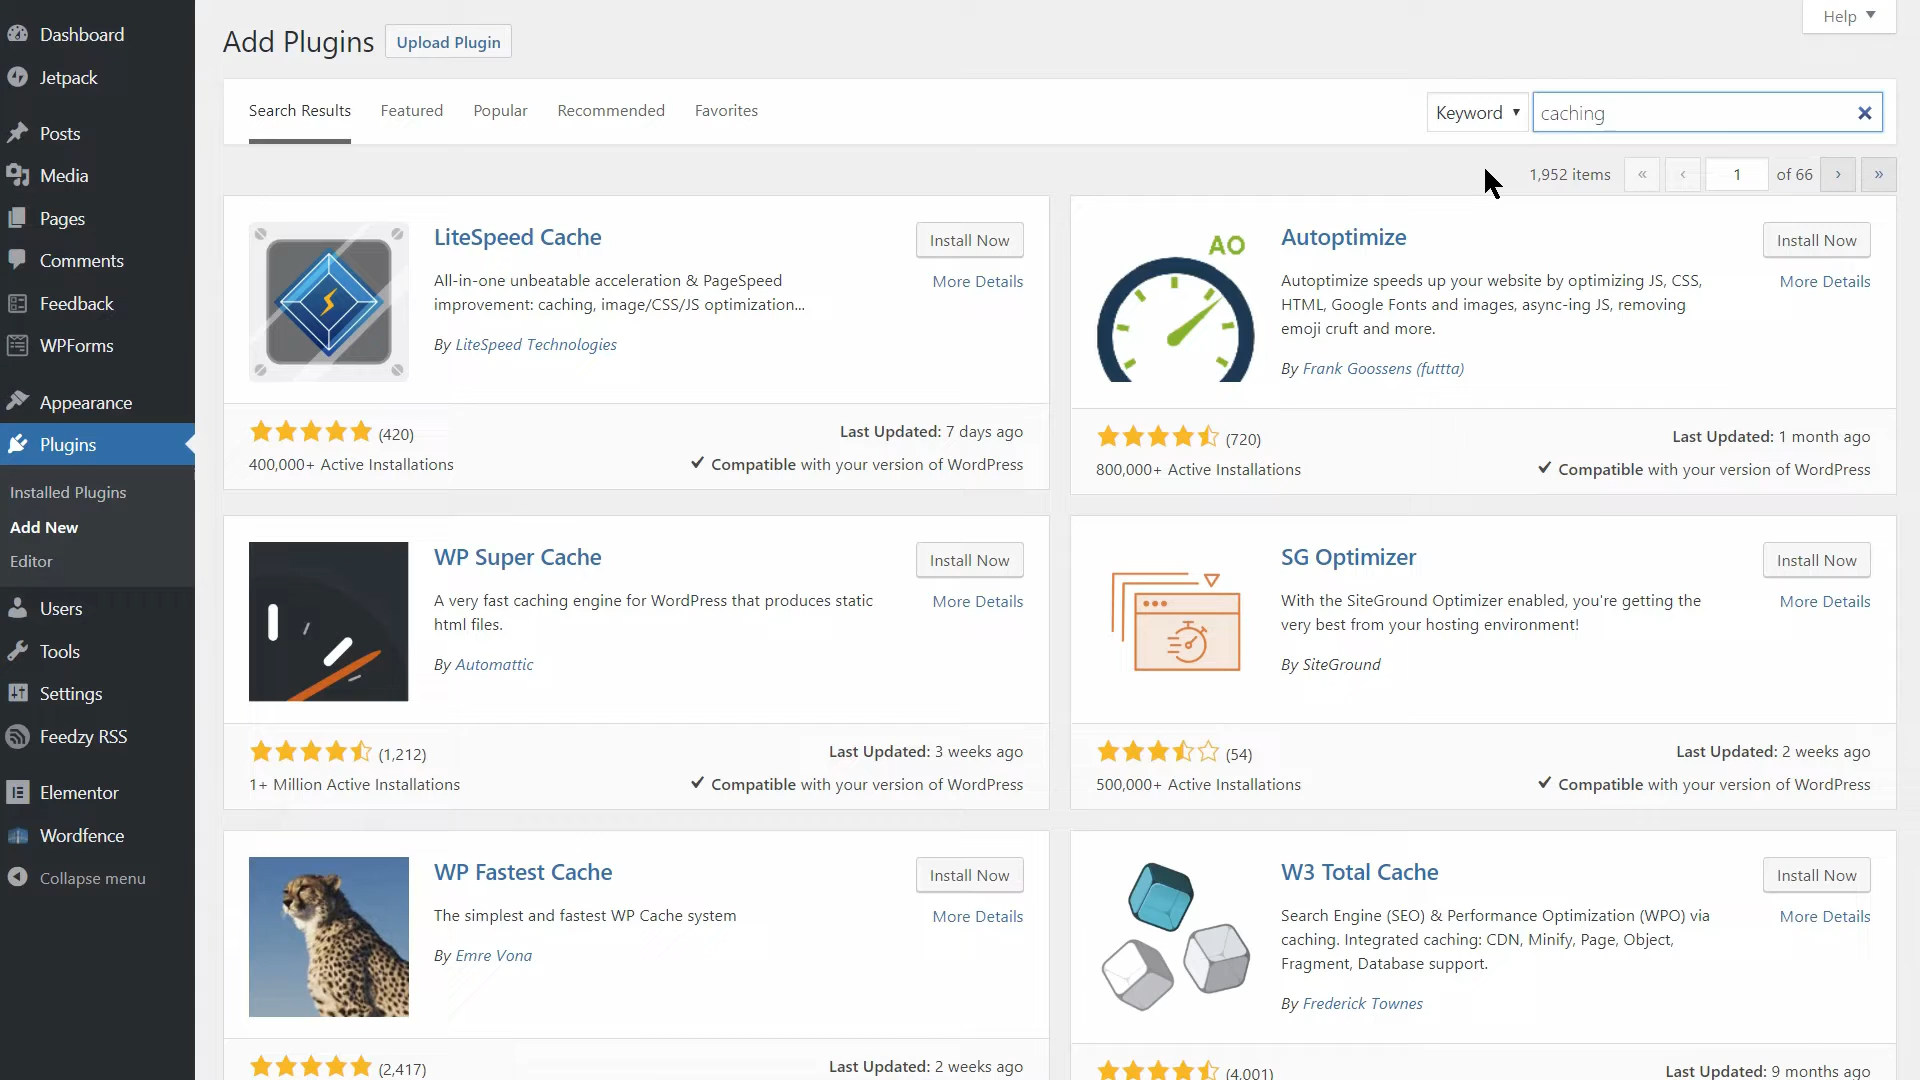 Dashboard
Jetpack
Posts
Media
Pages
Comments
Feedback
WPForms
Appearance
Plugins
Installed Plugins
Add New
Editor
Users
Tools
Settings
Feedzy RSS
Elementor
Wordfence
Collapse menu
Help ▼
Add Plugins Upload Plugin
Search Results Featured Popular Recommended Favorites Keyword ▾ caching ×
1,952 items « ‹ 1 of 66 › »
LiteSpeed Cache
Install Now
More Details
All-in-one unbeatable acceleration & PageSpeed
improvement: caching, image/CSS/JS optimization...
By LiteSpeed Technologies
(420)
Last Updated: 7 days ago
400,000+ Active Installations
✓ Compatible with your version of WordPress
AO
Autoptimize
Install Now
More Details
Autoptimize speeds up your website by optimizing JS, CSS,
HTML, Google Fonts and images, async-ing JS, removing
emoji cruft and more.
By Frank Goossens (futtta)
(720)
Last Updated: 1 month ago
800,000+ Active Installations
✓ Compatible with your version of WordPress
WP Super Cache
Install Now
More Details
A very fast caching engine for WordPress that produces static
html files.
By Automattic
(1,212)
Last Updated: 3 weeks ago
1+ Million Active Installations
✓ Compatible with your version of WordPress
SG Optimizer
Install Now
More Details
With the SiteGround Optimizer enabled, you're getting the
very best from your hosting environment!
By SiteGround
(54)
Last Updated: 2 weeks ago
500,000+ Active Installations
✓ Compatible with your version of WordPress
WP Fastest Cache
Install Now
More Details
The simplest and fastest WP Cache system
By Emre Vona
(2,417)
Last Updated: 2 weeks ago
W3 Total Cache
Install Now
More Details
Search Engine (SEO) & Performance Optimization (WPO) via
caching. Integrated caching: CDN, Minify, Page, Object,
Fragment, Database support.
By Frederick Townes
(4,001)
Last Updated: 9 months ago